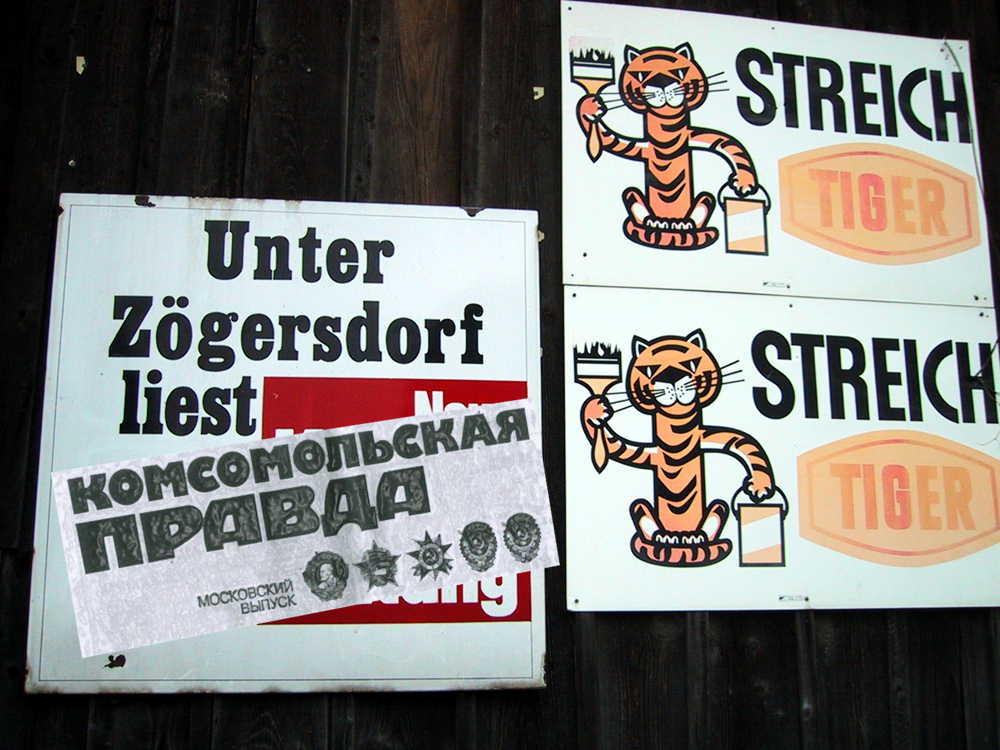 Unter
Zögersdorf
liest
КОМСОМОЛЬСКАЯ
ПРАВДА
МОСКОВСКИЙ
ВЫПУСК
STREICH
TIGER
STREICH
TIGER